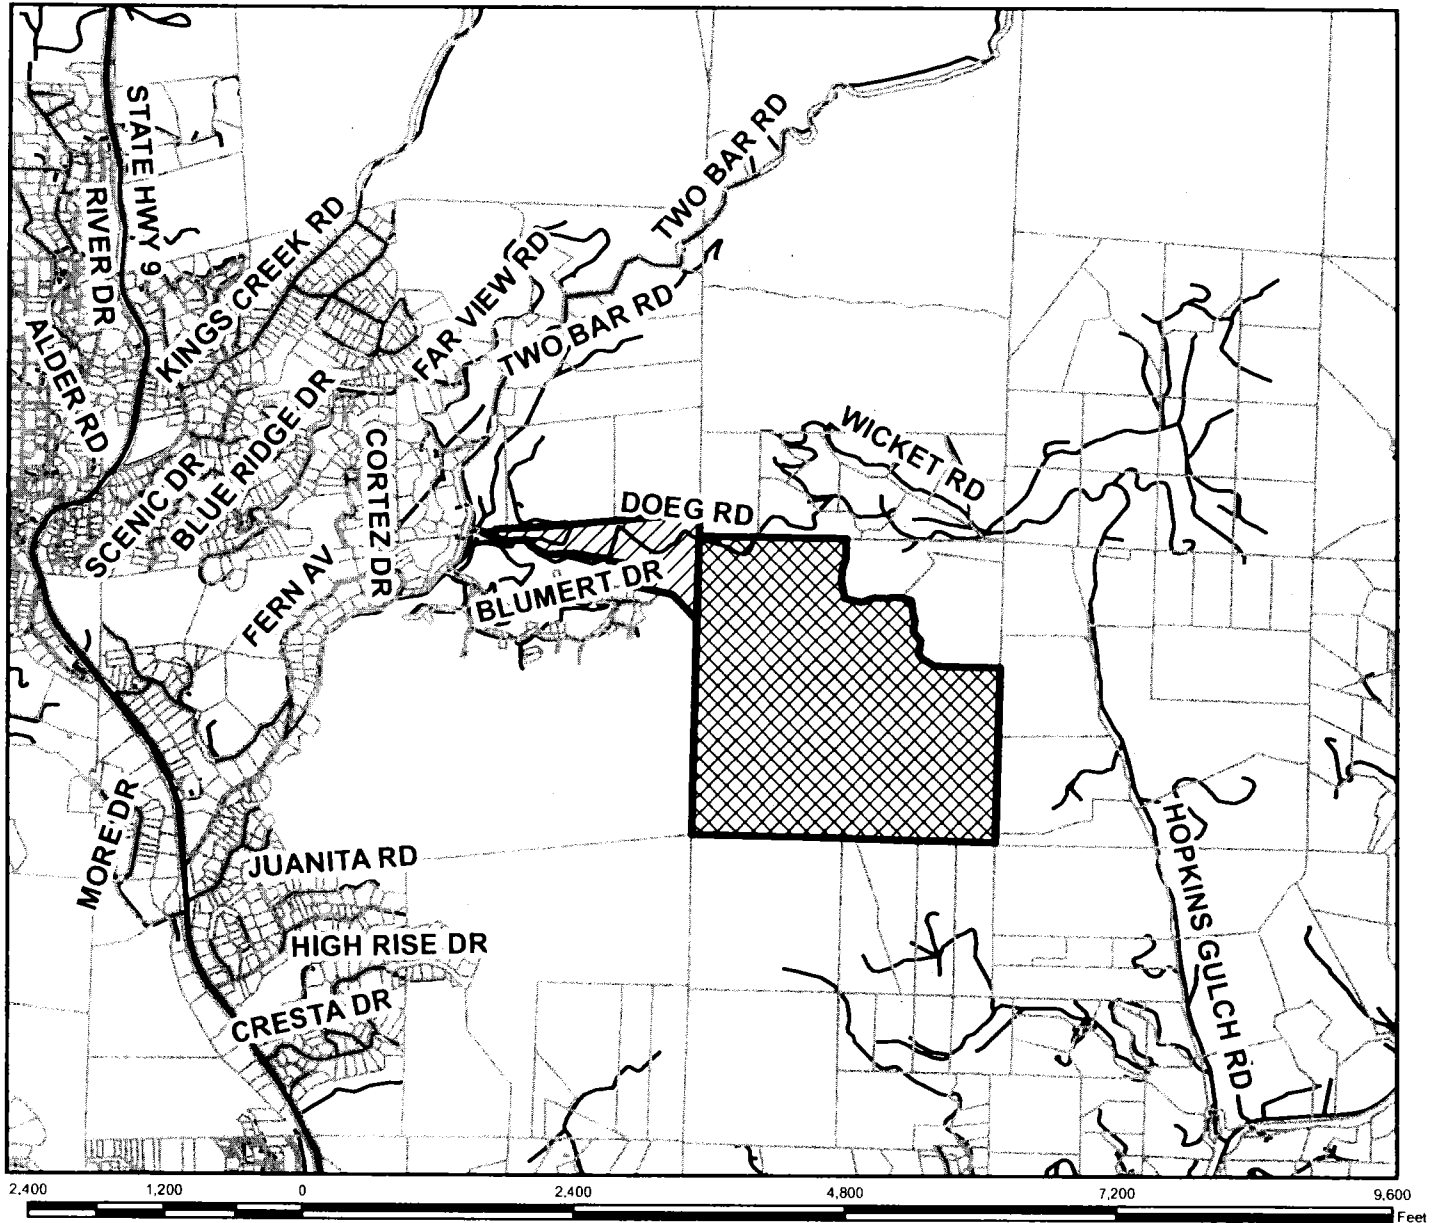 STATE HWY 9
RIVER DR
ALDER RD
KINGS CREEK RD
TWO BAR RD
FAR VIEW RD
TWO BAR RD
BLUE RIDGE DR
SCENIC DR
CORTEZ DR
WICKET RD
DOEG RD
BLUMERT DR
FERN AV
MORE DR
JUANITA RD
HIGH RISE DR
CRESTA DR
HOPKINS GULCH RD
2,400 1,200 0 2,400 4,800 7,200 9,600
Feet